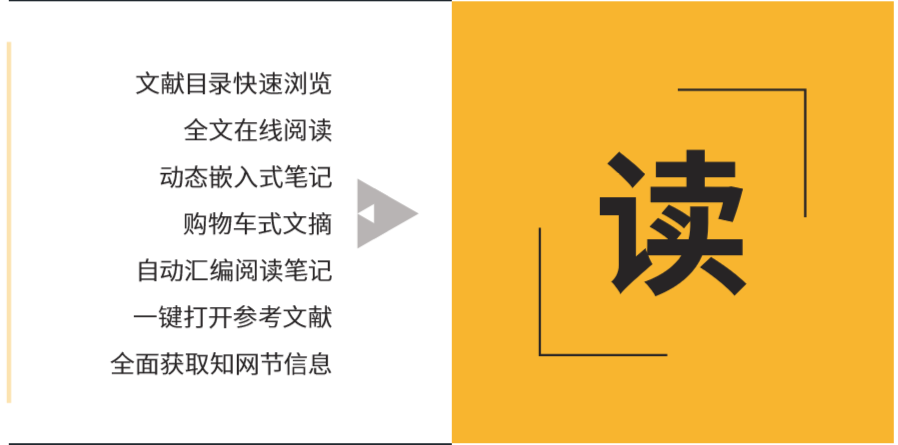 文献目录快速浏览
全文在线阅读
动态嵌入式笔记
购物车式文摘
自动汇编阅读笔记
一键打开参考文献
全面获取知网节信息
读